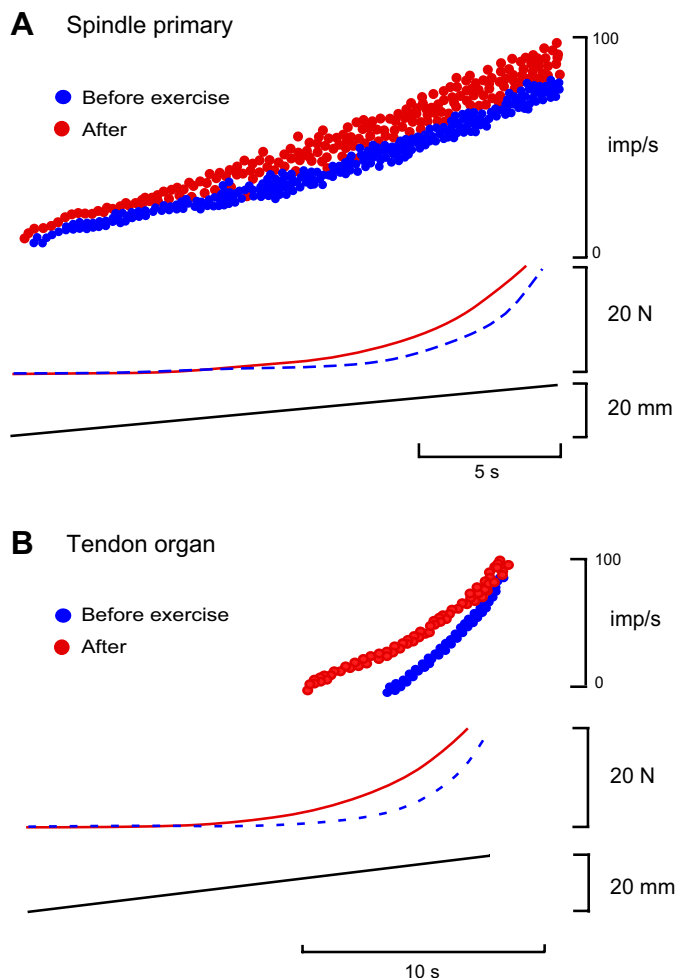 A Spindle primary
100
Before exercise
After
imp/s
0
20 N
20 mm
5 s
B Tendon organ
100
Before exercise
After
imp/s
0
20 N
20 mm
10 s